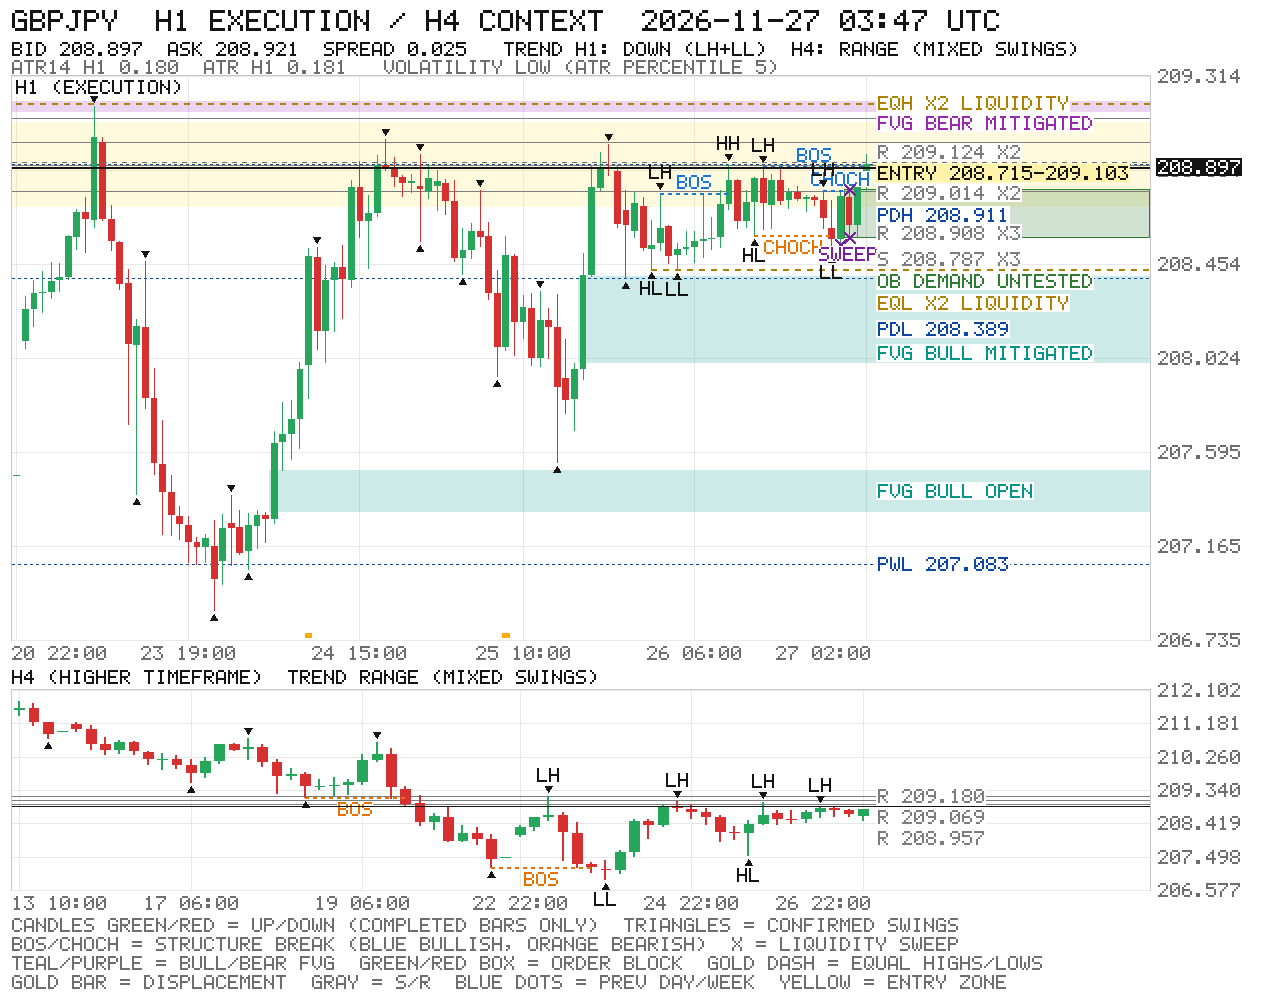 GBPJPY H1 EXECUTION / H4 CONTEXT 2026-11-27 03:47 UTC
BID 208.897 ASK 208.921 SPREAD 0.025 TREND H1: DOWN (LH+LL) H4: RANGE (MIXED SWINGS)
ATR14 H1 0.180 ATR H1 0.181 VOLATILITY LOW (ATR PERCENTILE 5)
H1 (EXECUTION)
209.314
EQH X2 LIQUIDITY
FVG BEAR MITIGATED
HH LH
BOS
R 209.124 X2
208.897
LH
LH
ENTRY 208.715-209.103
BOS
CHOCH
R 209.014 X2
PDH 208.911
R 208.908 X3
CHOCH
HL
SWEEP
S 208.787 X3
208.454
LL
OB DEMAND UNTESTED
HL LL
EQL X2 LIQUIDITY
PDL 208.389
FVG BULL MITIGATED
208.024
207.595
FVG BULL OPEN
207.165
PWL 207.083
206.735
20 22:00 23 19:00 24 15:00 25 10:00 26 06:00 27 02:00
H4 (HIGHER TIMEFRAME) TREND RANGE (MIXED SWINGS)
212.102
211.181
210.260
LH LH LH LH
209.340
R 209.180
BOS
R 209.069
208.419
R 208.957
207.498
HL
BOS
206.577
LL
13 10:00 17 06:00 19 06:00 22 22:00 24 22:00 26 22:00
CANDLES GREEN/RED = UP/DOWN (COMPLETED BARS ONLY) TRIANGLES = CONFIRMED SWINGS
BOS/CHOCH = STRUCTURE BREAK (BLUE BULLISH, ORANGE BEARISH) X = LIQUIDITY SWEEP
TEAL/PURPLE = BULL/BEAR FVG GREEN/RED BOX = ORDER BLOCK GOLD DASH = EQUAL HIGHS/LOWS
GOLD BAR = DISPLACEMENT GRAY = S/R BLUE DOTS = PREV DAY/WEEK YELLOW = ENTRY ZONE